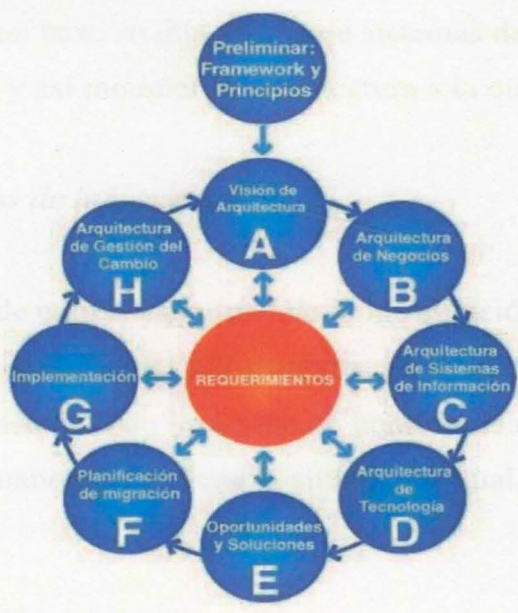 Preliminar:
Framework y
Principios
Visión de
Arquitectura
A
Arquitectura
de Negocios
B
Arquitectura
de Sistemas
de Información
C
Arquitectura
de
Tecnología
D
Oportunidades
y Soluciones
E
Planificación
de migración
F
Implementación
G
Arquitectura
de Gestión del
Cambio
H
REQUERIMIENTOS